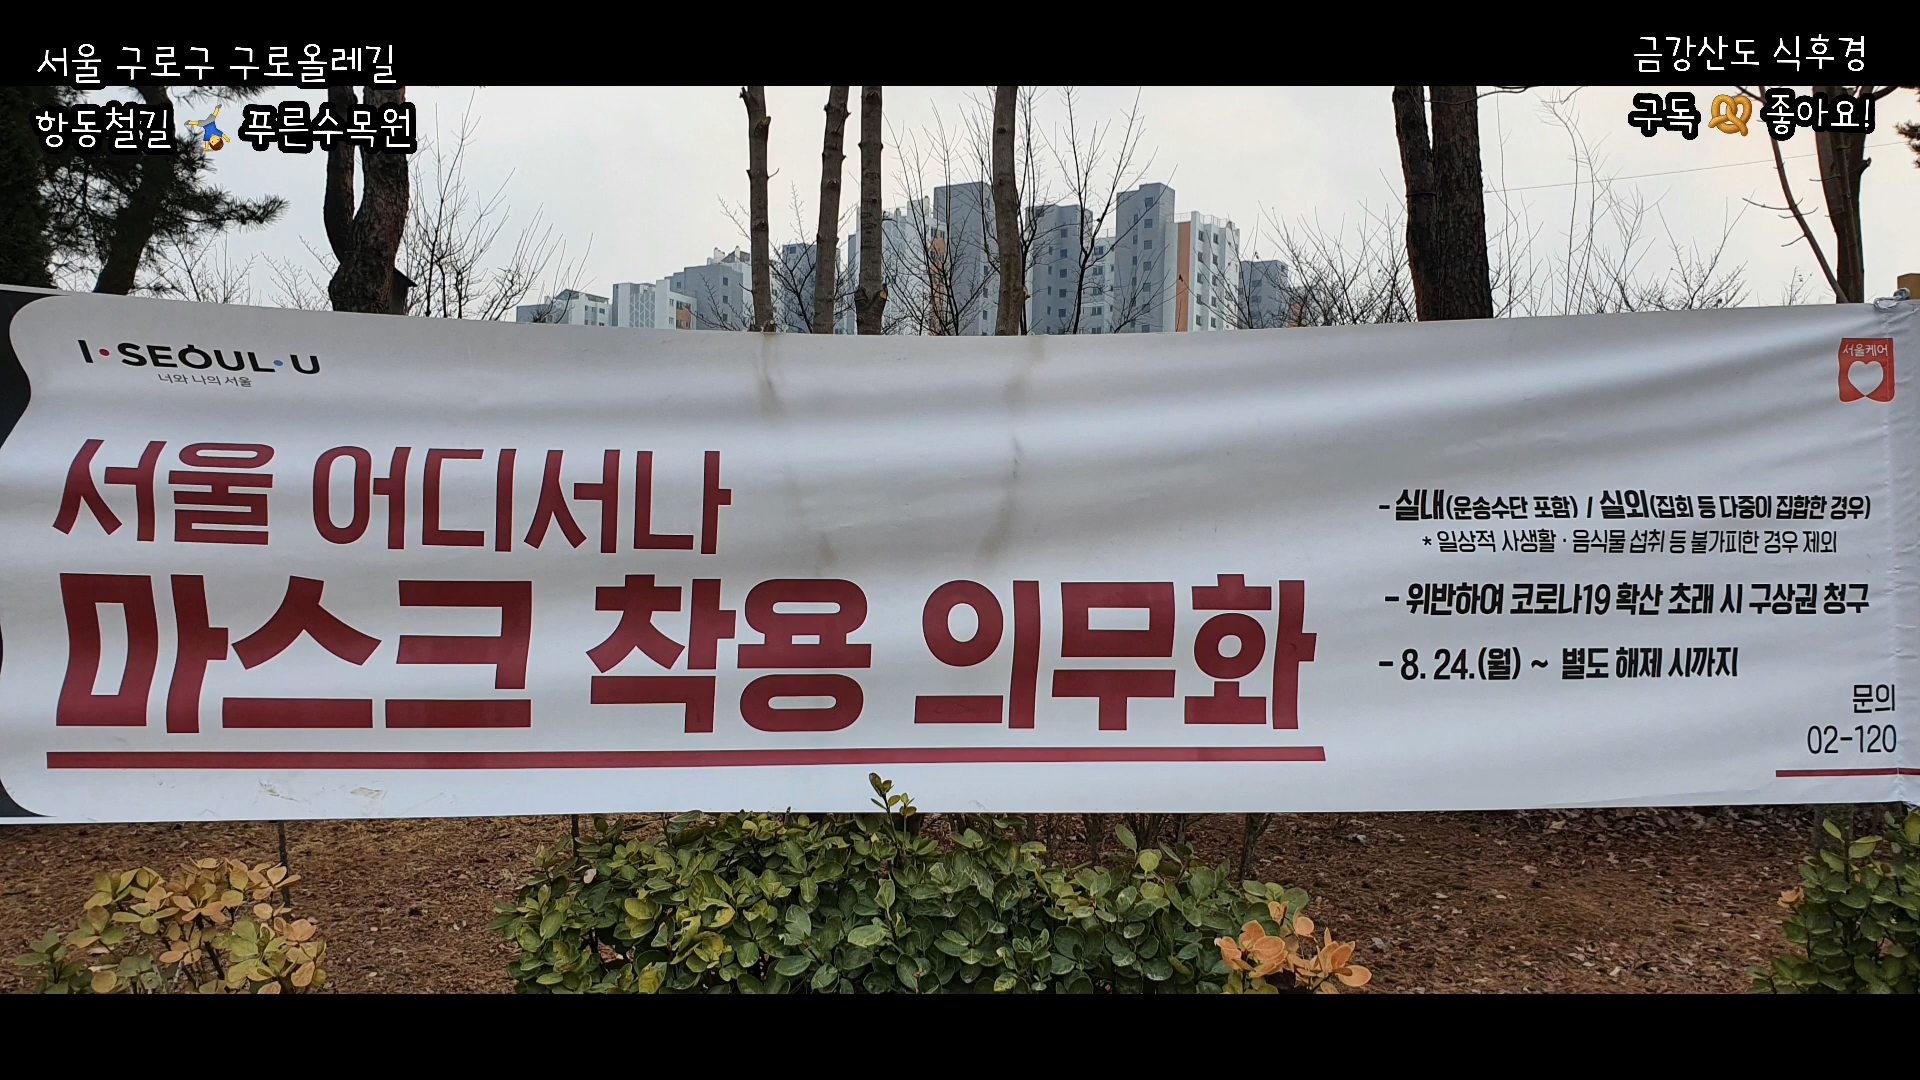 서울 구로구 구로올레길
항동철길 푸른수목원
금강산도 식후경
구독 좋아요!
I·SEOUL·U
너와 나의 서울
서울케어
서울 어디서나
마스크 착용 의무화
- 실내(운송수단 포함) / 실외(집회 등 다중이 집합한 경우)
* 일상적 사생활·음식물 섭취 등 불가피한 경우 제외
- 위반하여 코로나19 확산 초래 시 구상권 청구
- 8. 24.(월) ~ 별도 해제 시까지
문의
02-120